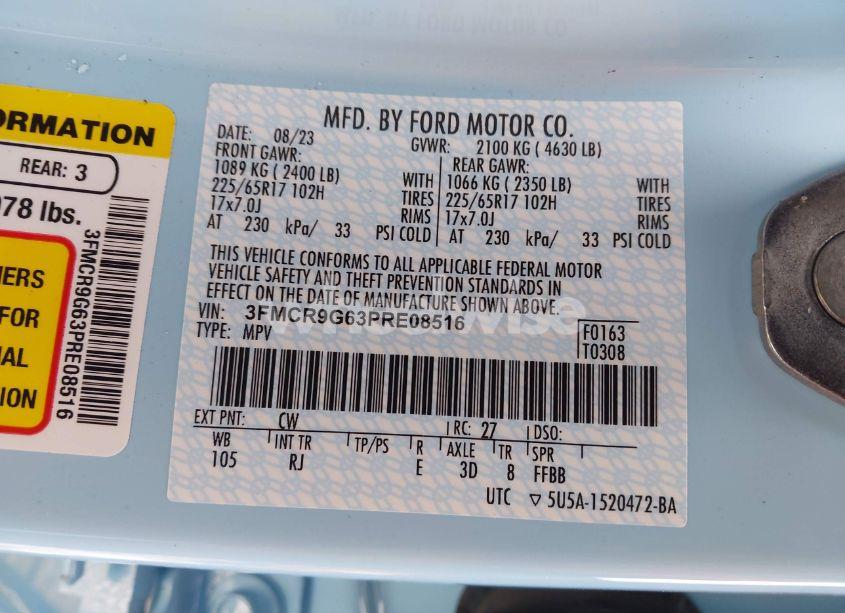 ORMATION
REAR: 3
078 lbs.
NERS
FOR
IAL
ION
3FMCR9G63PRE08516
MFD. BY FORD MOTOR CO.
DATE: 08/23 GVWR: 2100 KG ( 4630 LB)
FRONT GAWR: REAR GAWR:
1089 KG ( 2400 LB) WITH 1066 KG ( 2350 LB) WITH
225/65R17 102H TIRES 225/65R17 102H TIRES
17x7.0J RIMS 17x7.0J RIMS
AT 230 kPa/ 33 PSI COLD AT 230 kPa/ 33 PSI COLD
THIS VEHICLE CONFORMS TO ALL APPLICABLE FEDERAL MOTOR
VEHICLE SAFETY AND THEFT PREVENTION STANDARDS IN
EFFECT ON THE DATE OF MANUFACTURE SHOWN ABOVE.
VIN: 3FMCR9G63PRE08516
TYPE: MPV
F0163
T0308
EXT PNT: CW RC: 27 DSO:
WB INT TR TP/PS R AXLE TR SPR
105 RJ E 3D 8 FFBB
UTC ▽ 5U5A-1520472-BA